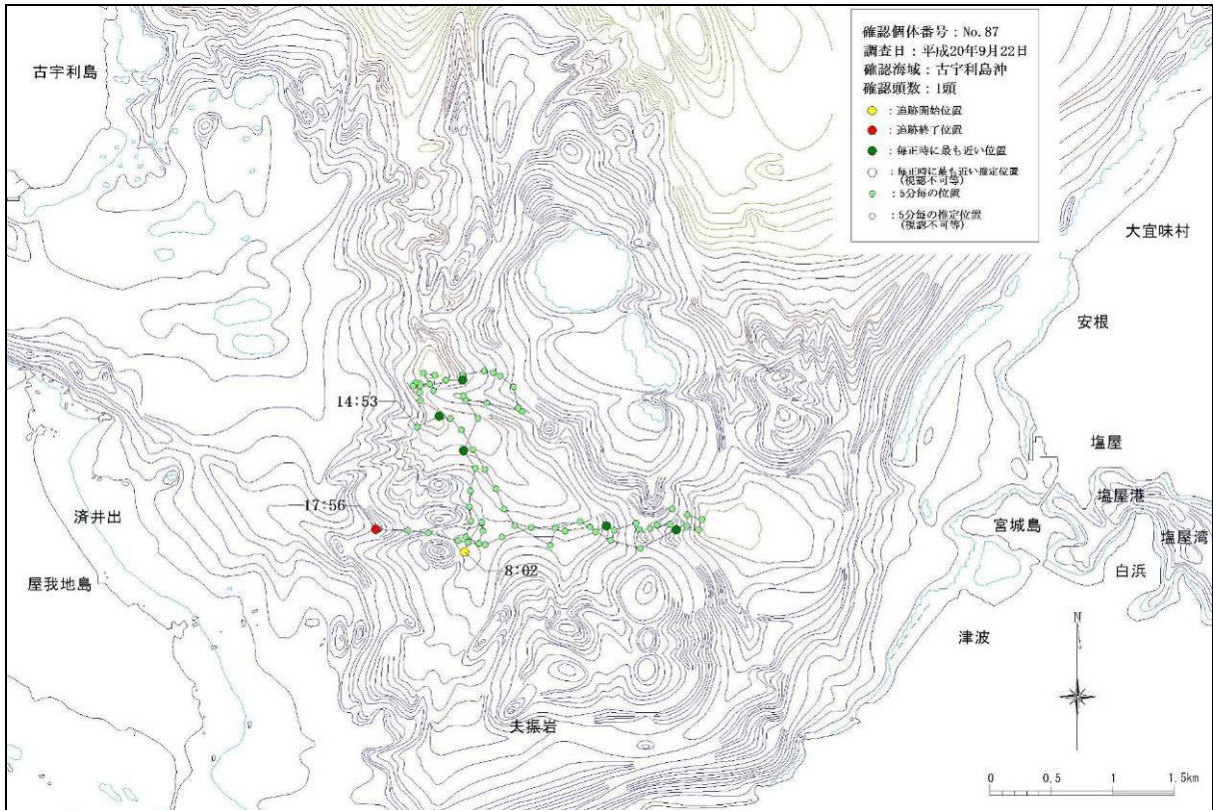 確認個体番号：No.87
調査日：平成20年9月22日
確認海域：古宇利島沖
確認頭数：1頭
：追跡開始位置
：追跡終了位置
：毎正時に最も近い位置
：毎正時に最も近い推定位置
(視認不可等)
：5分毎の位置
：5分毎の推定位置
(視認不可等)
古宇利島
大宜味村
安根
14:53
塩屋
塩屋港
17:56
済井出
宮城島
塩屋湾
8:02
白浜
屋我地島
津波
N
夫振岩
0 0.5 1 1.5km